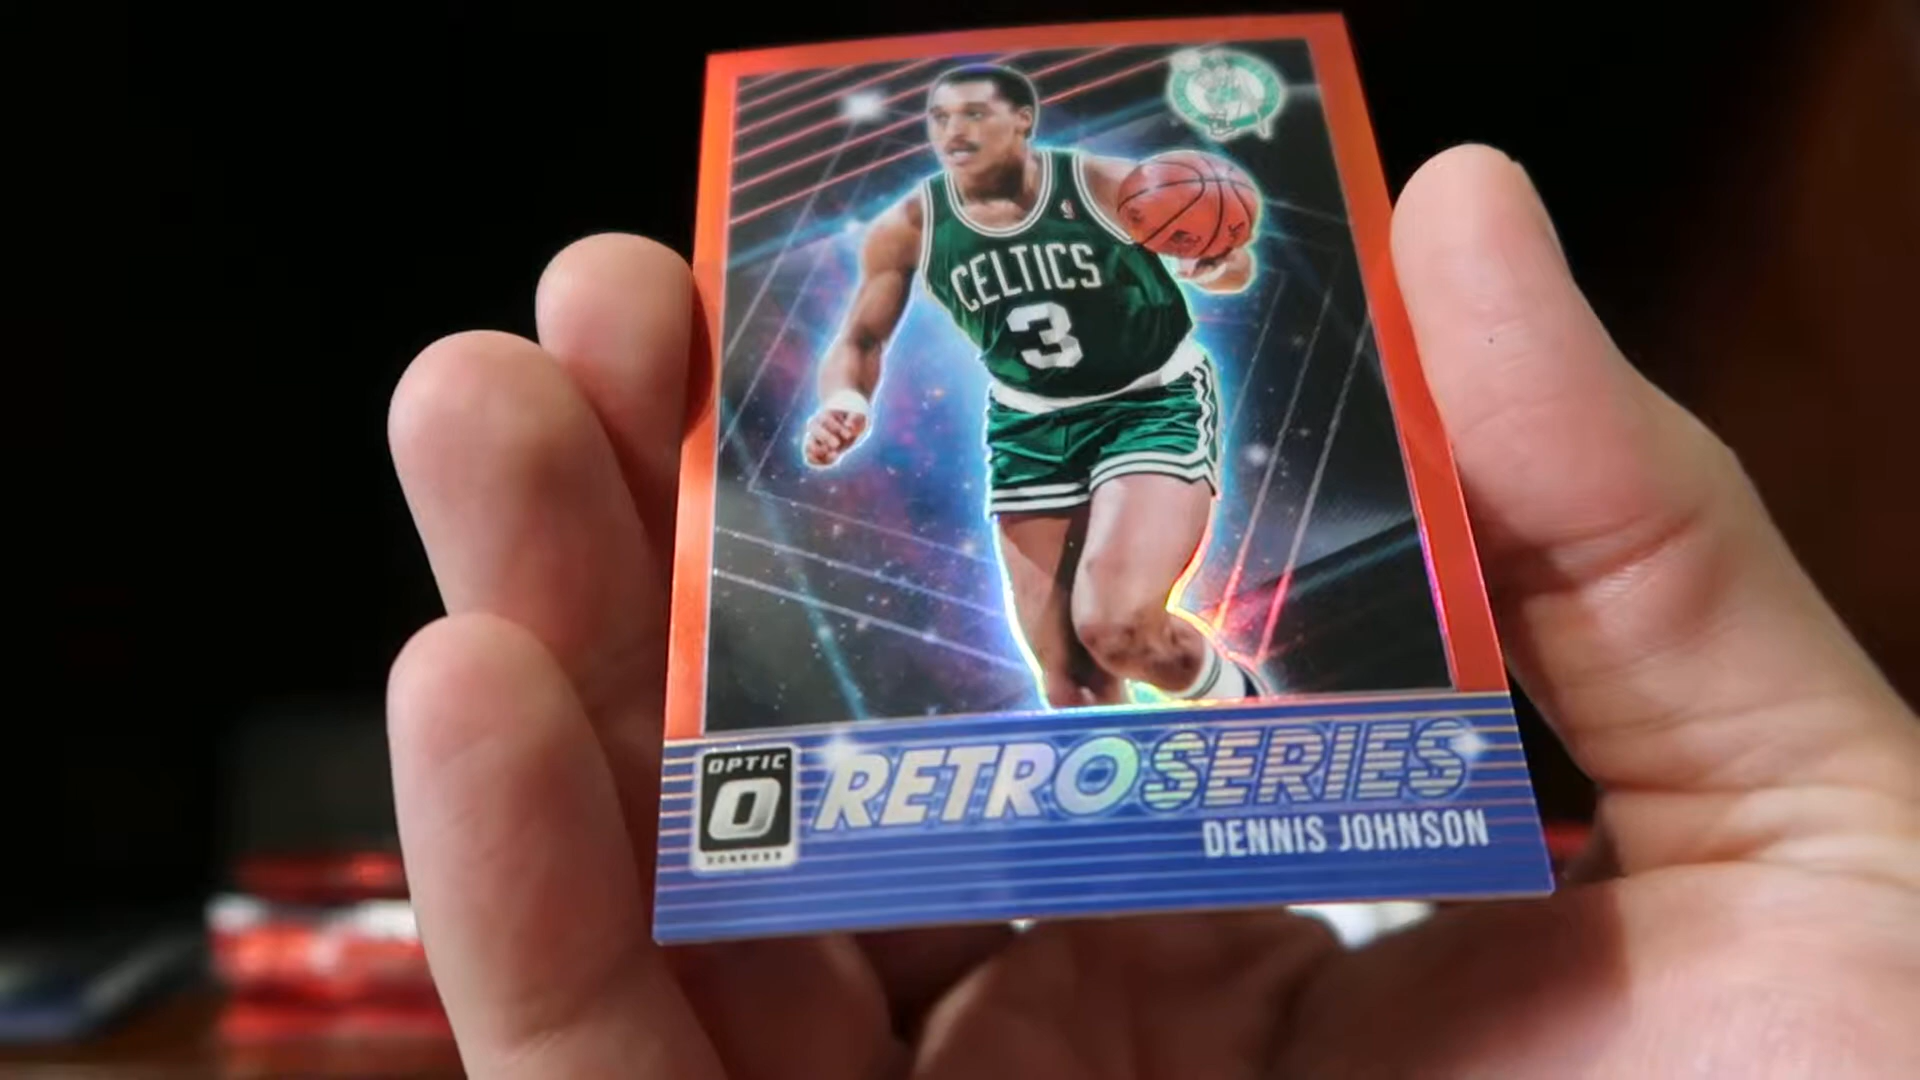 CELTICS
3
OPTIC
O
DONRUSS
RETRO SERIES
DENNIS JOHNSON